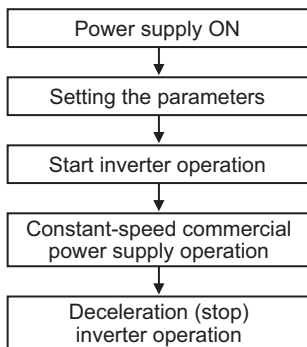 Power supply ON
Setting the parameters
Start inverter operation
Constant-speed commercial
power supply operation
Deceleration (stop)
inverter operation